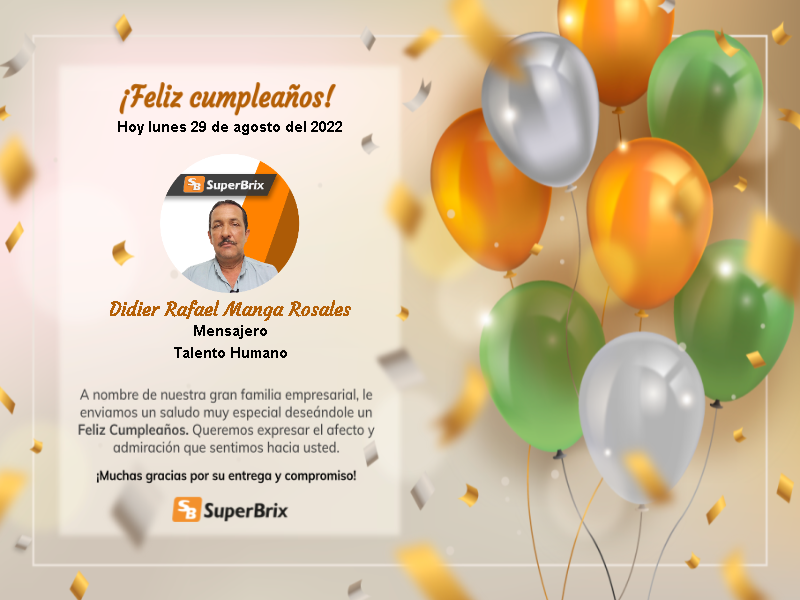 ¡Feliz cumpleaños!
Hoy lunes 29 de agosto del 2022
SB SuperBrix
Didier Rafael Manga Rosales
Mensajero
Talento Humano
A nombre de nuestra gran familia empresarial, le
enviamos un saludo muy especial deseándole un
Feliz Cumpleaños. Queremos expresar el afecto y
admiración que sentimos hacia usted.
¡Muchas gracias por su entrega y compromiso!
SB SuperBrix